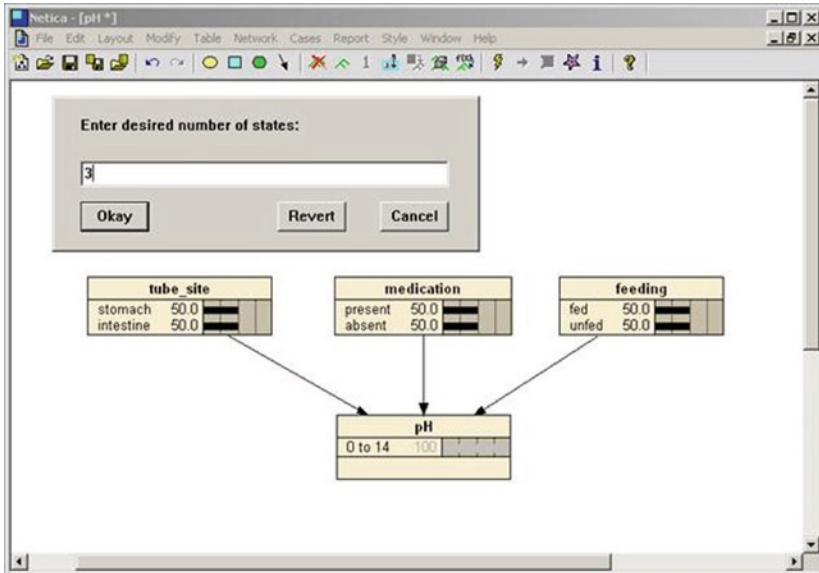 Netica - [pH *]
File Edit Layout Modify Table Network Cases Report Style Window Help
Enter desired number of states:
3
Okay Revert Cancel
tube_site
stomach 50.0
intestine 50.0
medication
present 50.0
absent 50.0
feeding
fed 50.0
unfed 50.0
pH
0 to 14 100